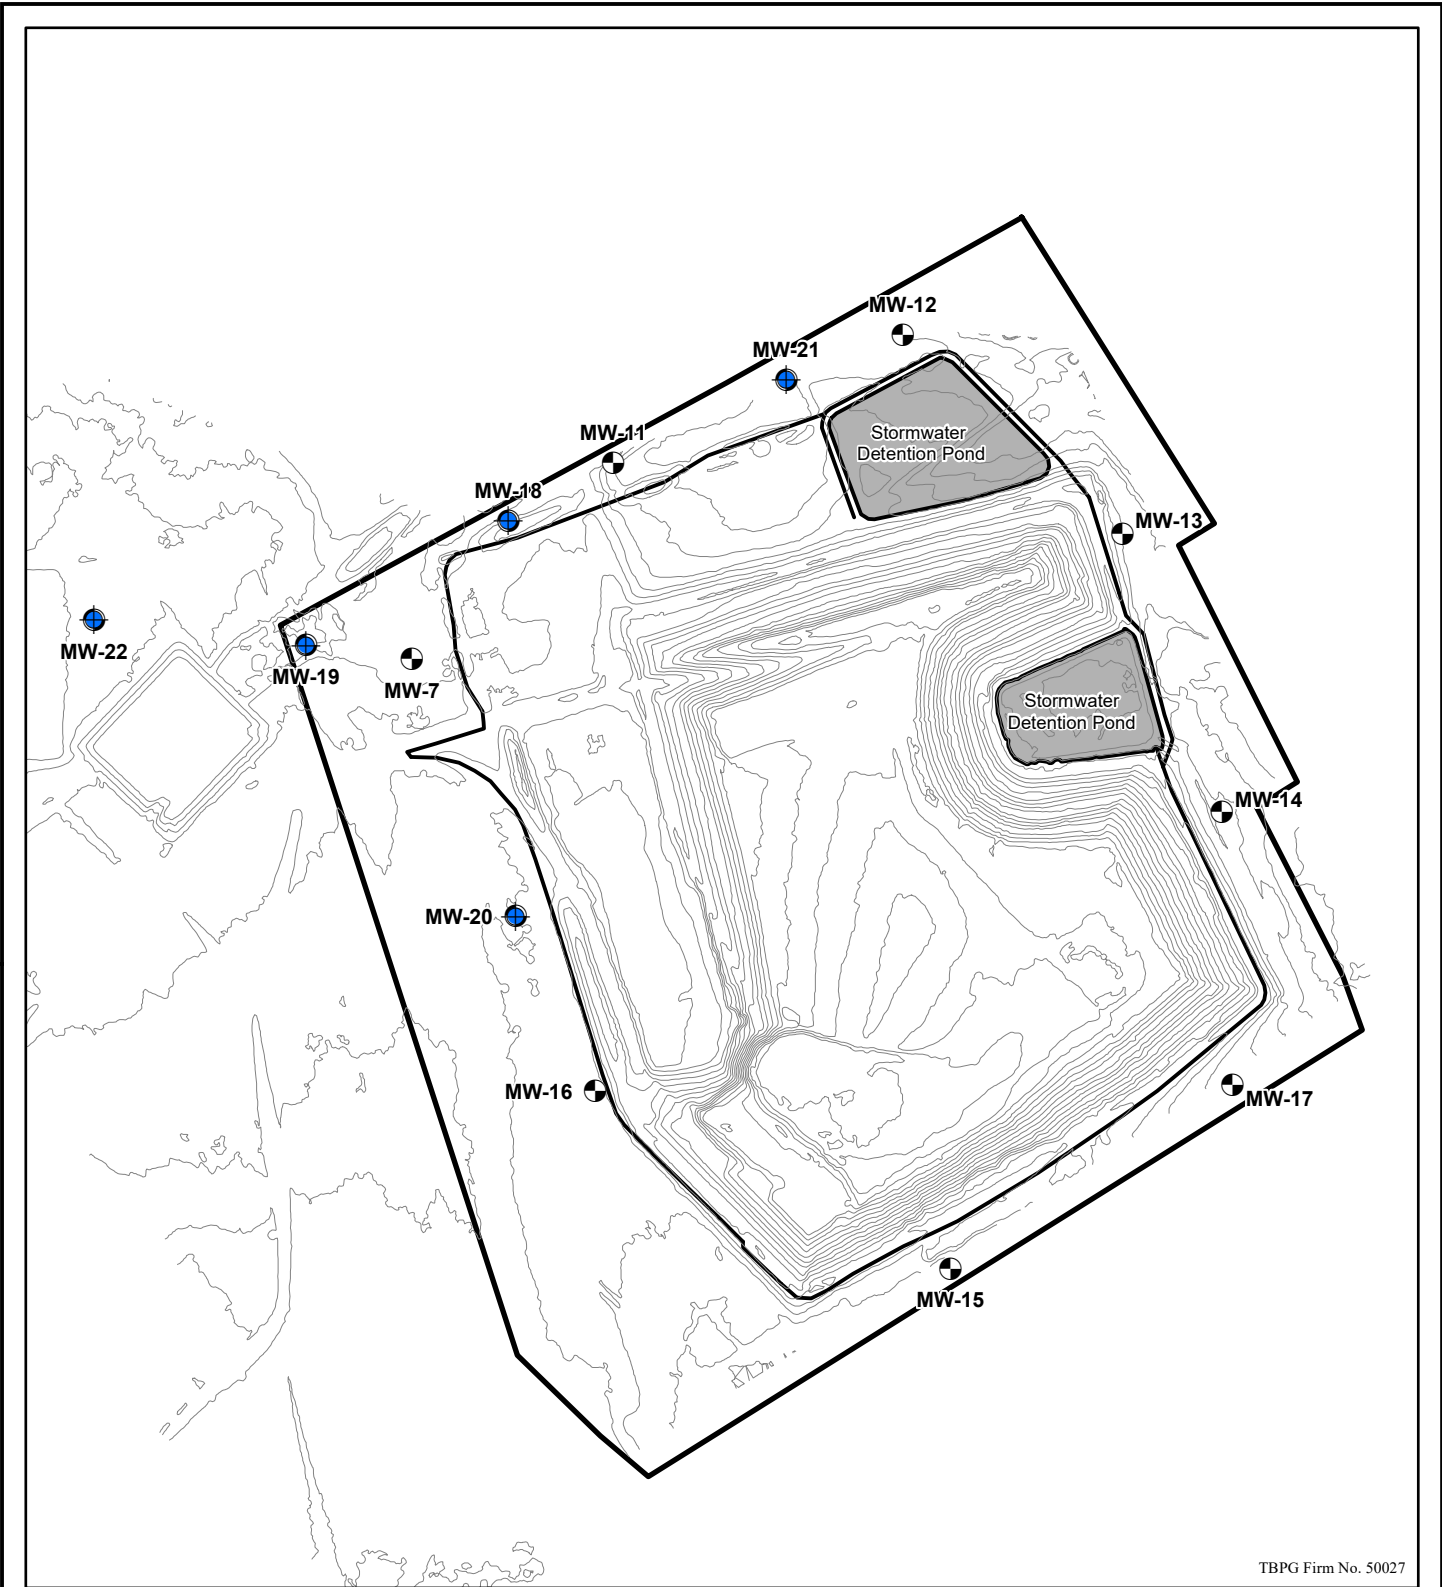 MW-12
MW-21
MW-11
Stormwater
Detention Pond
MW-18
MW-13
MW-22
MW-19
MW-7
Stormwater
Detention Pond
MW-14
MW-20
MW-16
MW-17
MW-15
TBPG Firm No. 50027